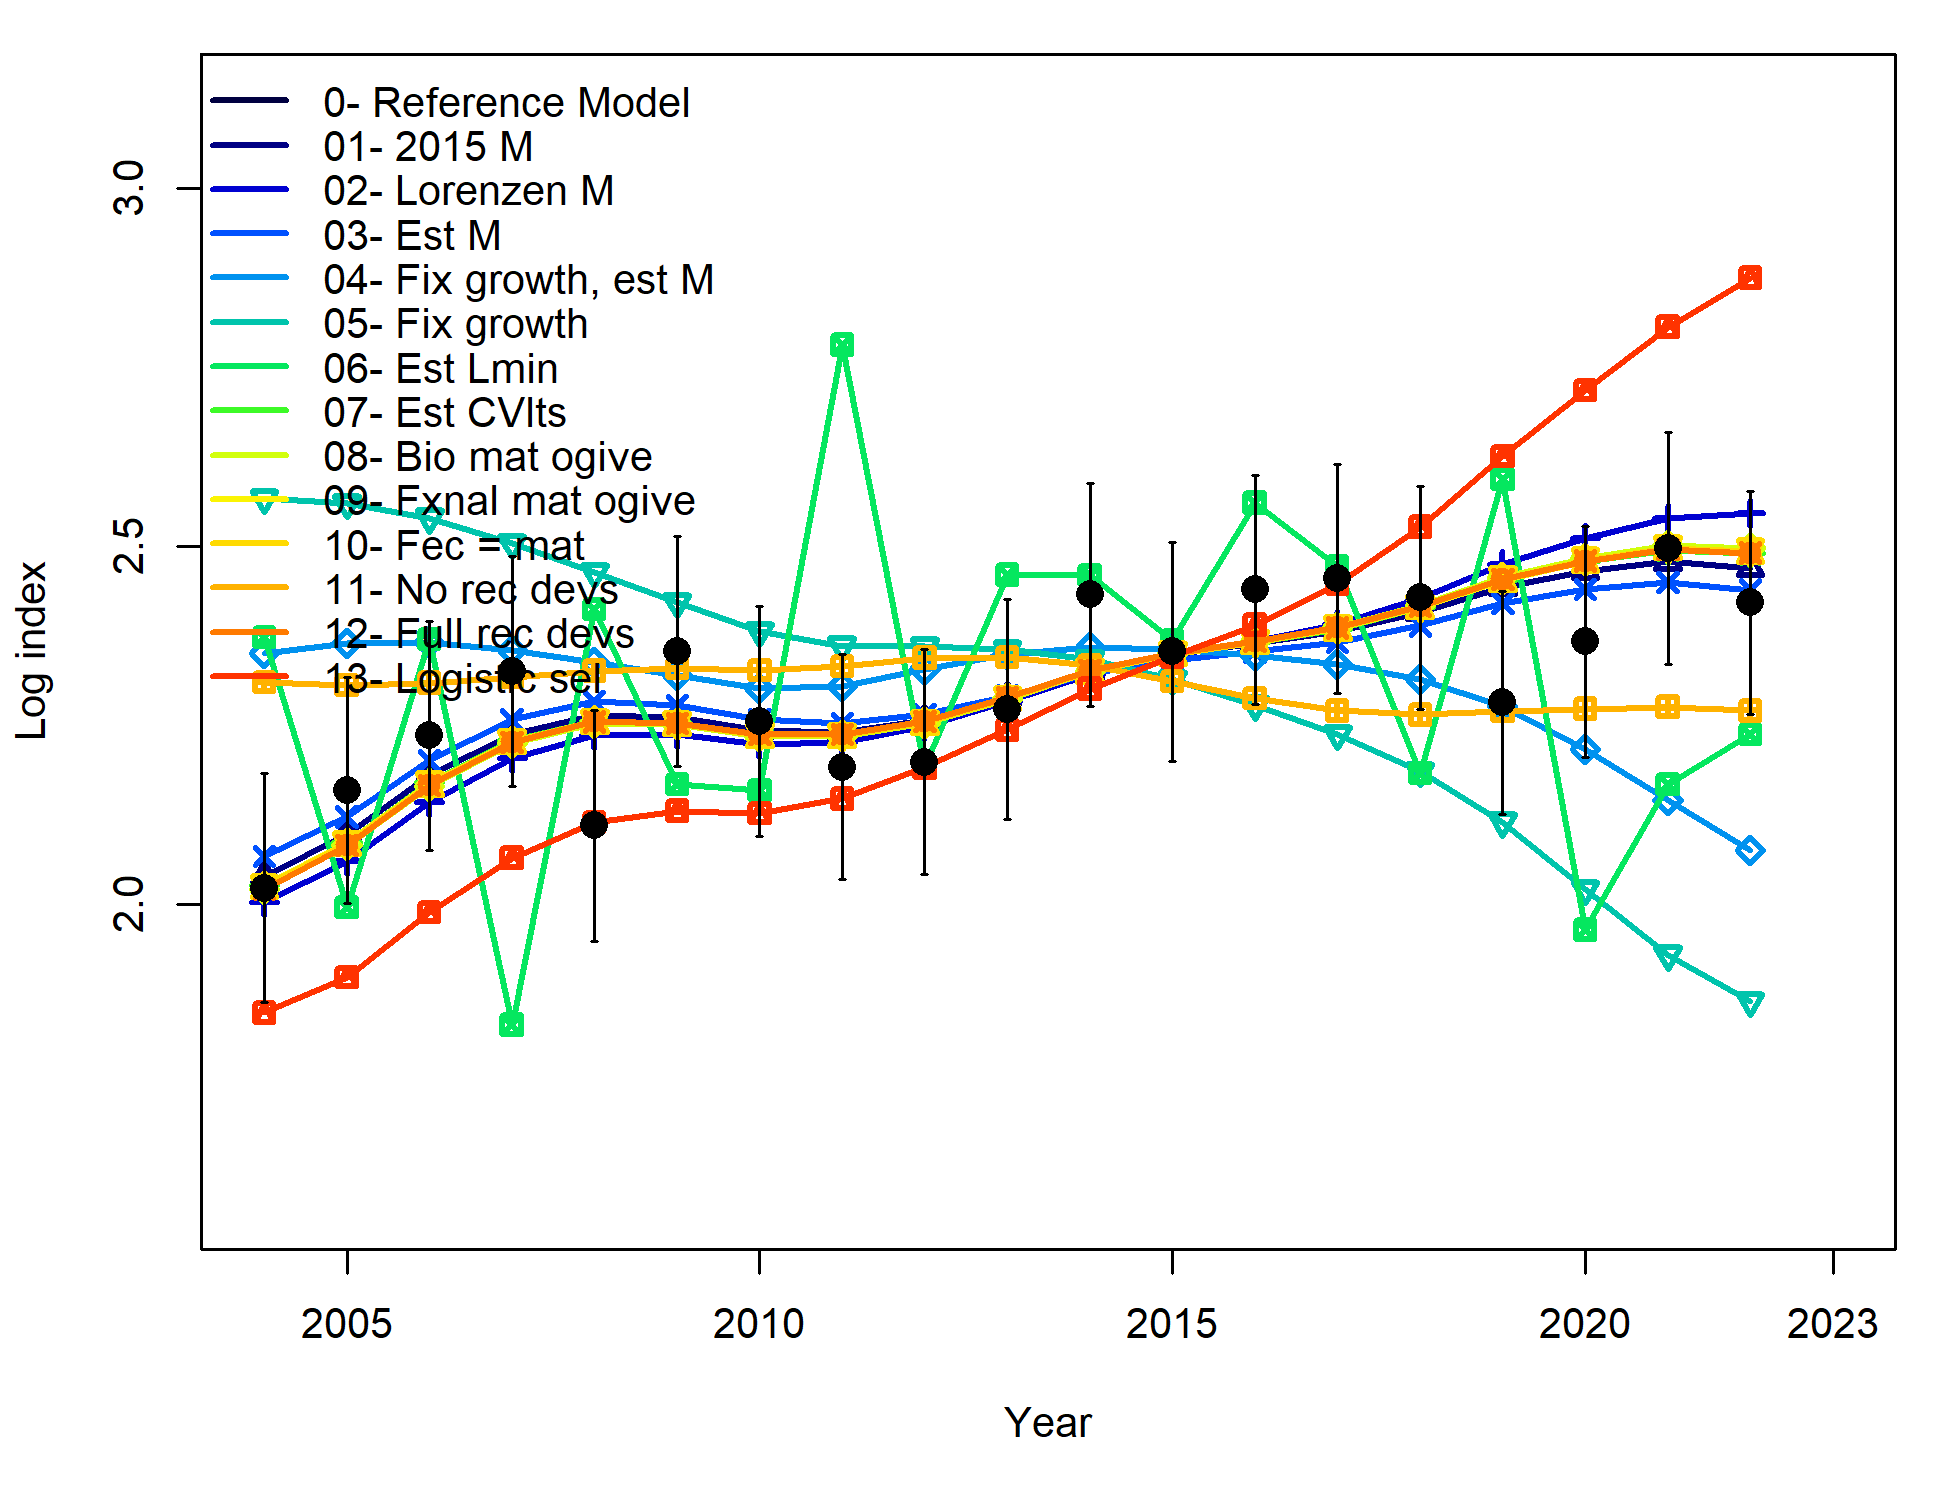 0- Reference Model
01- 2015 M
02- Lorenzen M
03- Est M
04- Fix growth, est M
05- Fix growth
06- Est Lmin
07- Est CVlts
08- Bio mat ogive
09- Fxnal mat ogive
10- Fec = mat
11- No rec devs
12- Full rec devs
13- Logistic sel
3.0
2.5
2.0
Log index
2005 2010 2015 2020 2023
Year